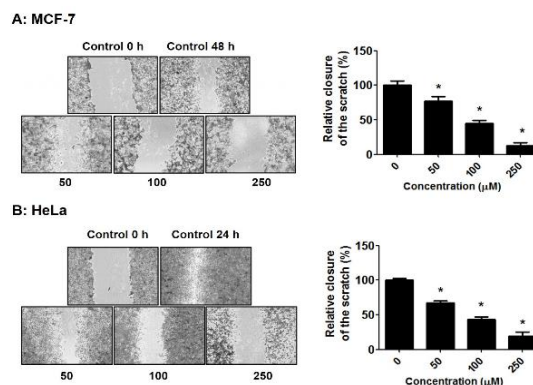 A: MCF-7
Control 0 h Control 48 h
50 100 250
Relative closure
of the scratch (%)
150
100
50
0
* * *
0 50 100 250
Concentration (μM)
B: HeLa
Control 0 h Control 24 h
50 100 250
Relative closure
of the scratch (%)
150
100
50
0
* * *
0 50 100 250
Concentration (μM)